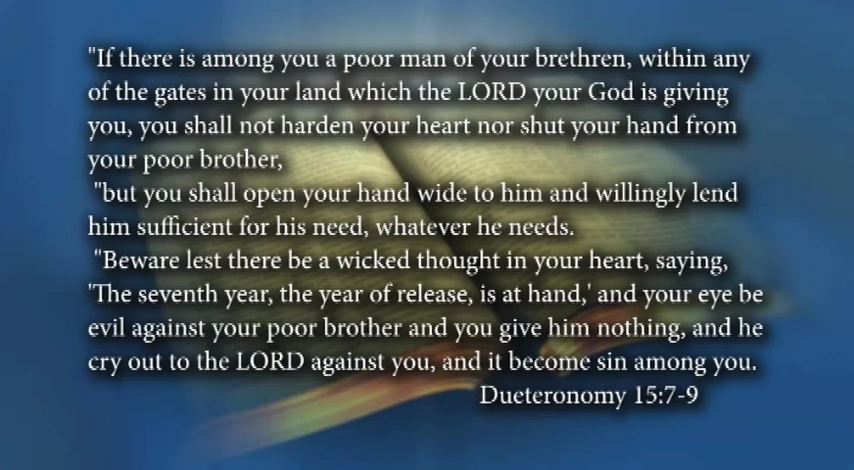 "If there is among you a poor man of your brethren, within any
of the gates in your land which the LORD your God is giving
you, you shall not harden your heart nor shut your hand from
your poor brother,
"but you shall open your hand wide to him and willingly lend
him sufficient for his need, whatever he needs.
"Beware lest there be a wicked thought in your heart, saying,
'The seventh year, the year of release, is at hand,' and your eye be
evil against your poor brother and you give him nothing, and he
cry out to the LORD against you, and it become sin among you.
Dueteronomy 15:7-9